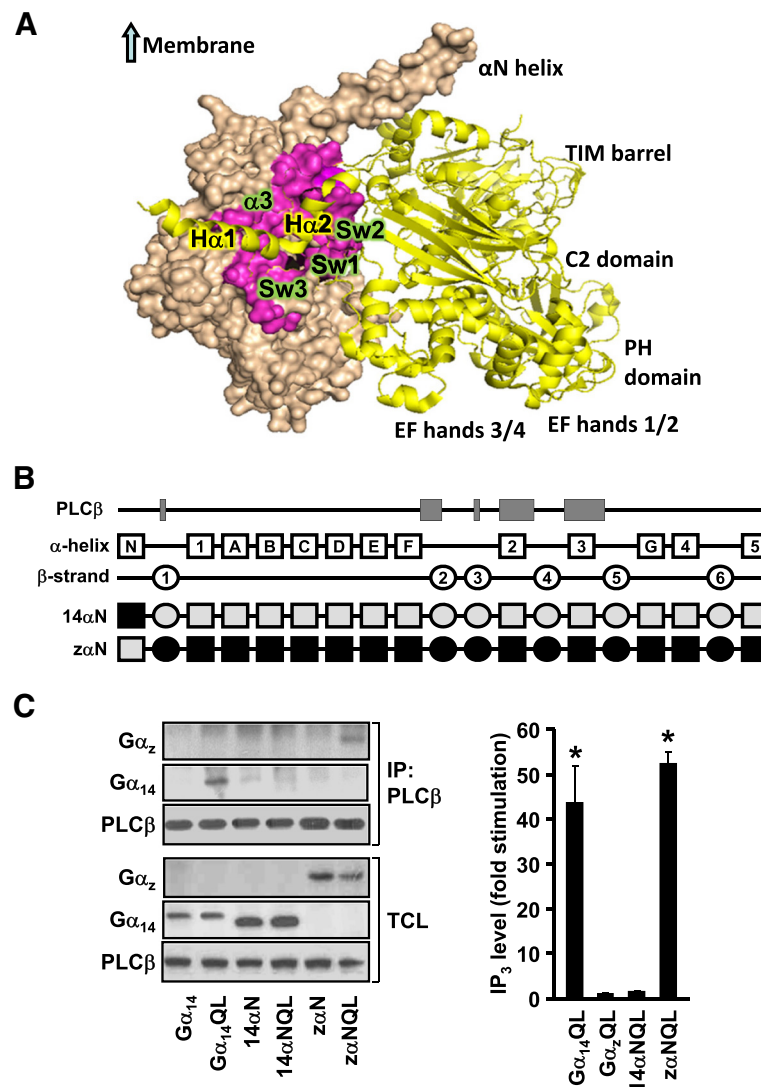 A
Membrane
αN helix
TIM barrel
α3
Hα1
Hα2
Sw2
Sw1
Sw3
C2 domain
PH
domain
EF hands 3/4
EF hands 1/2
B
PLCβ
α-helix
N 1 A B C D E F 2 3 G 4 5
β-strand
1 2 3 4 5 6
14αN
zαN
C
Gαz
Gα14
PLCβ
IP:
PLCβ
Gαz
Gα14
PLCβ
TCL
Gα14
Gα14QL
14αN
14αNQL
zαN
zαNQL
IP3 level (fold stimulation)
60
50
40
30
20
10
0
*
*
Gα14QL
GαzQL
14αNQL
zαNQL